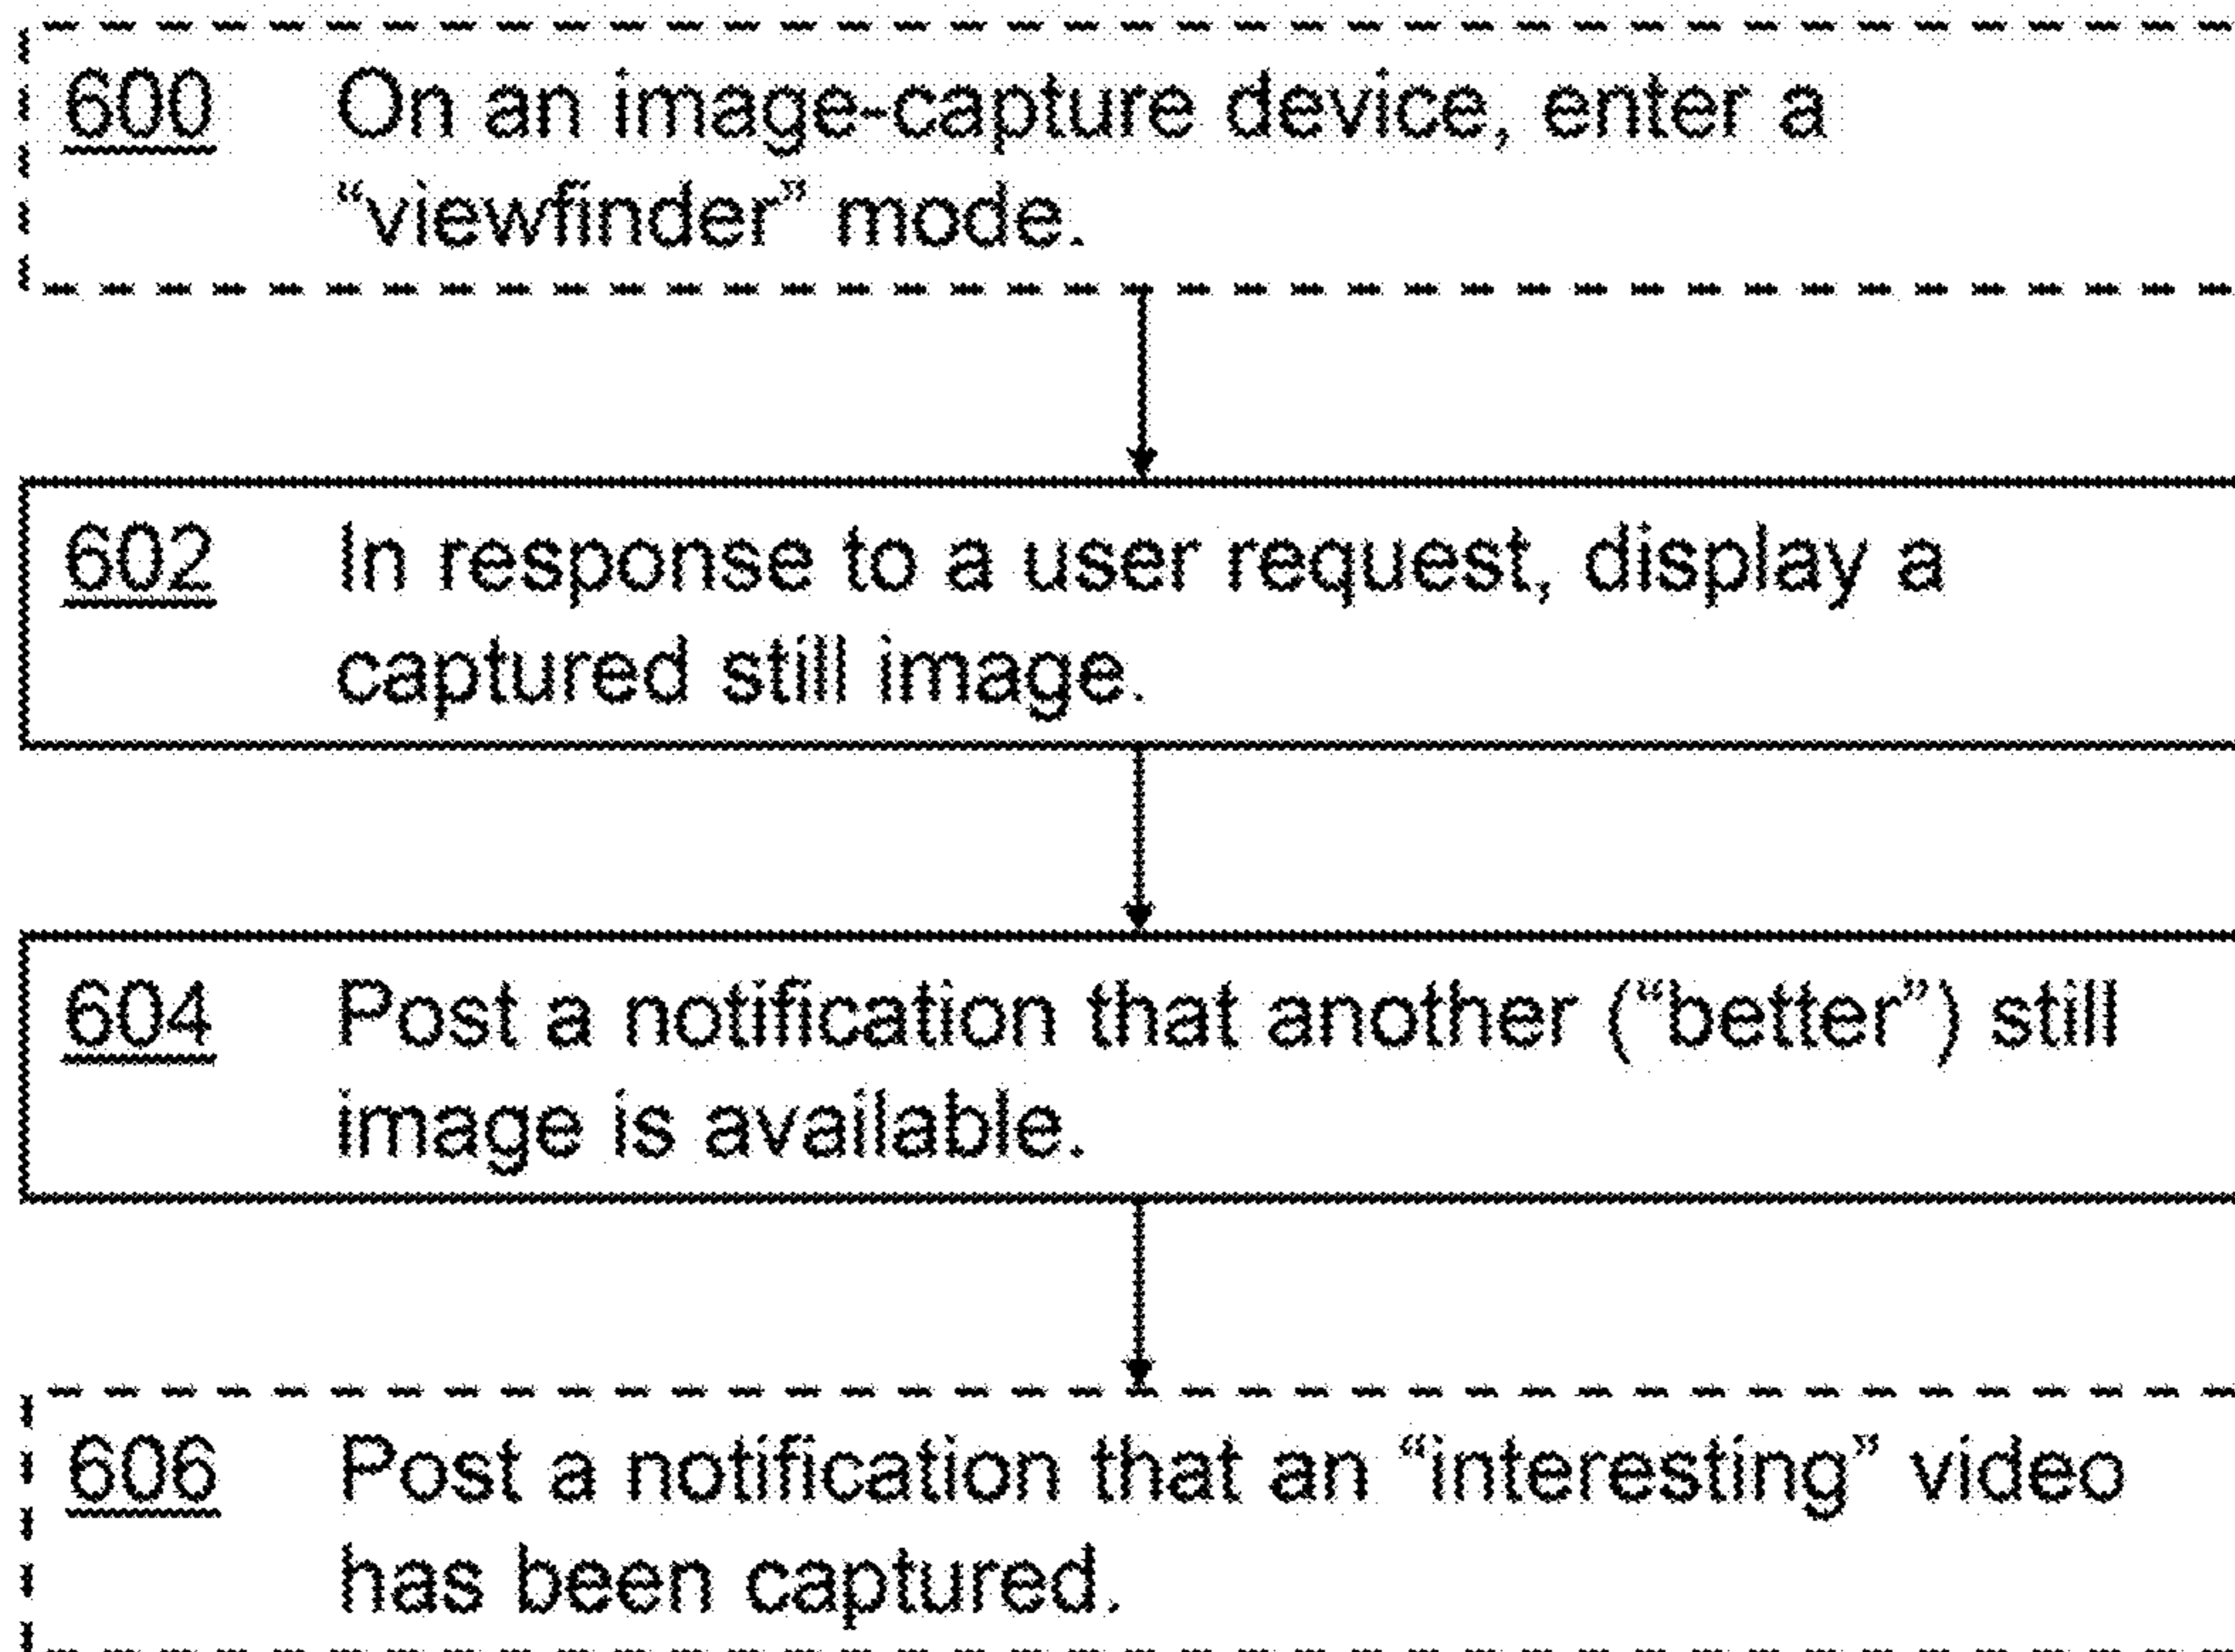 600 On an image-capture device, enter a
“viewfinder” mode.
602 In response to a user request, display a
captured still image.
604 Post a notification that another (“better”) still
image is available.
606 Post a notification that an “interesting” video
has been captured.